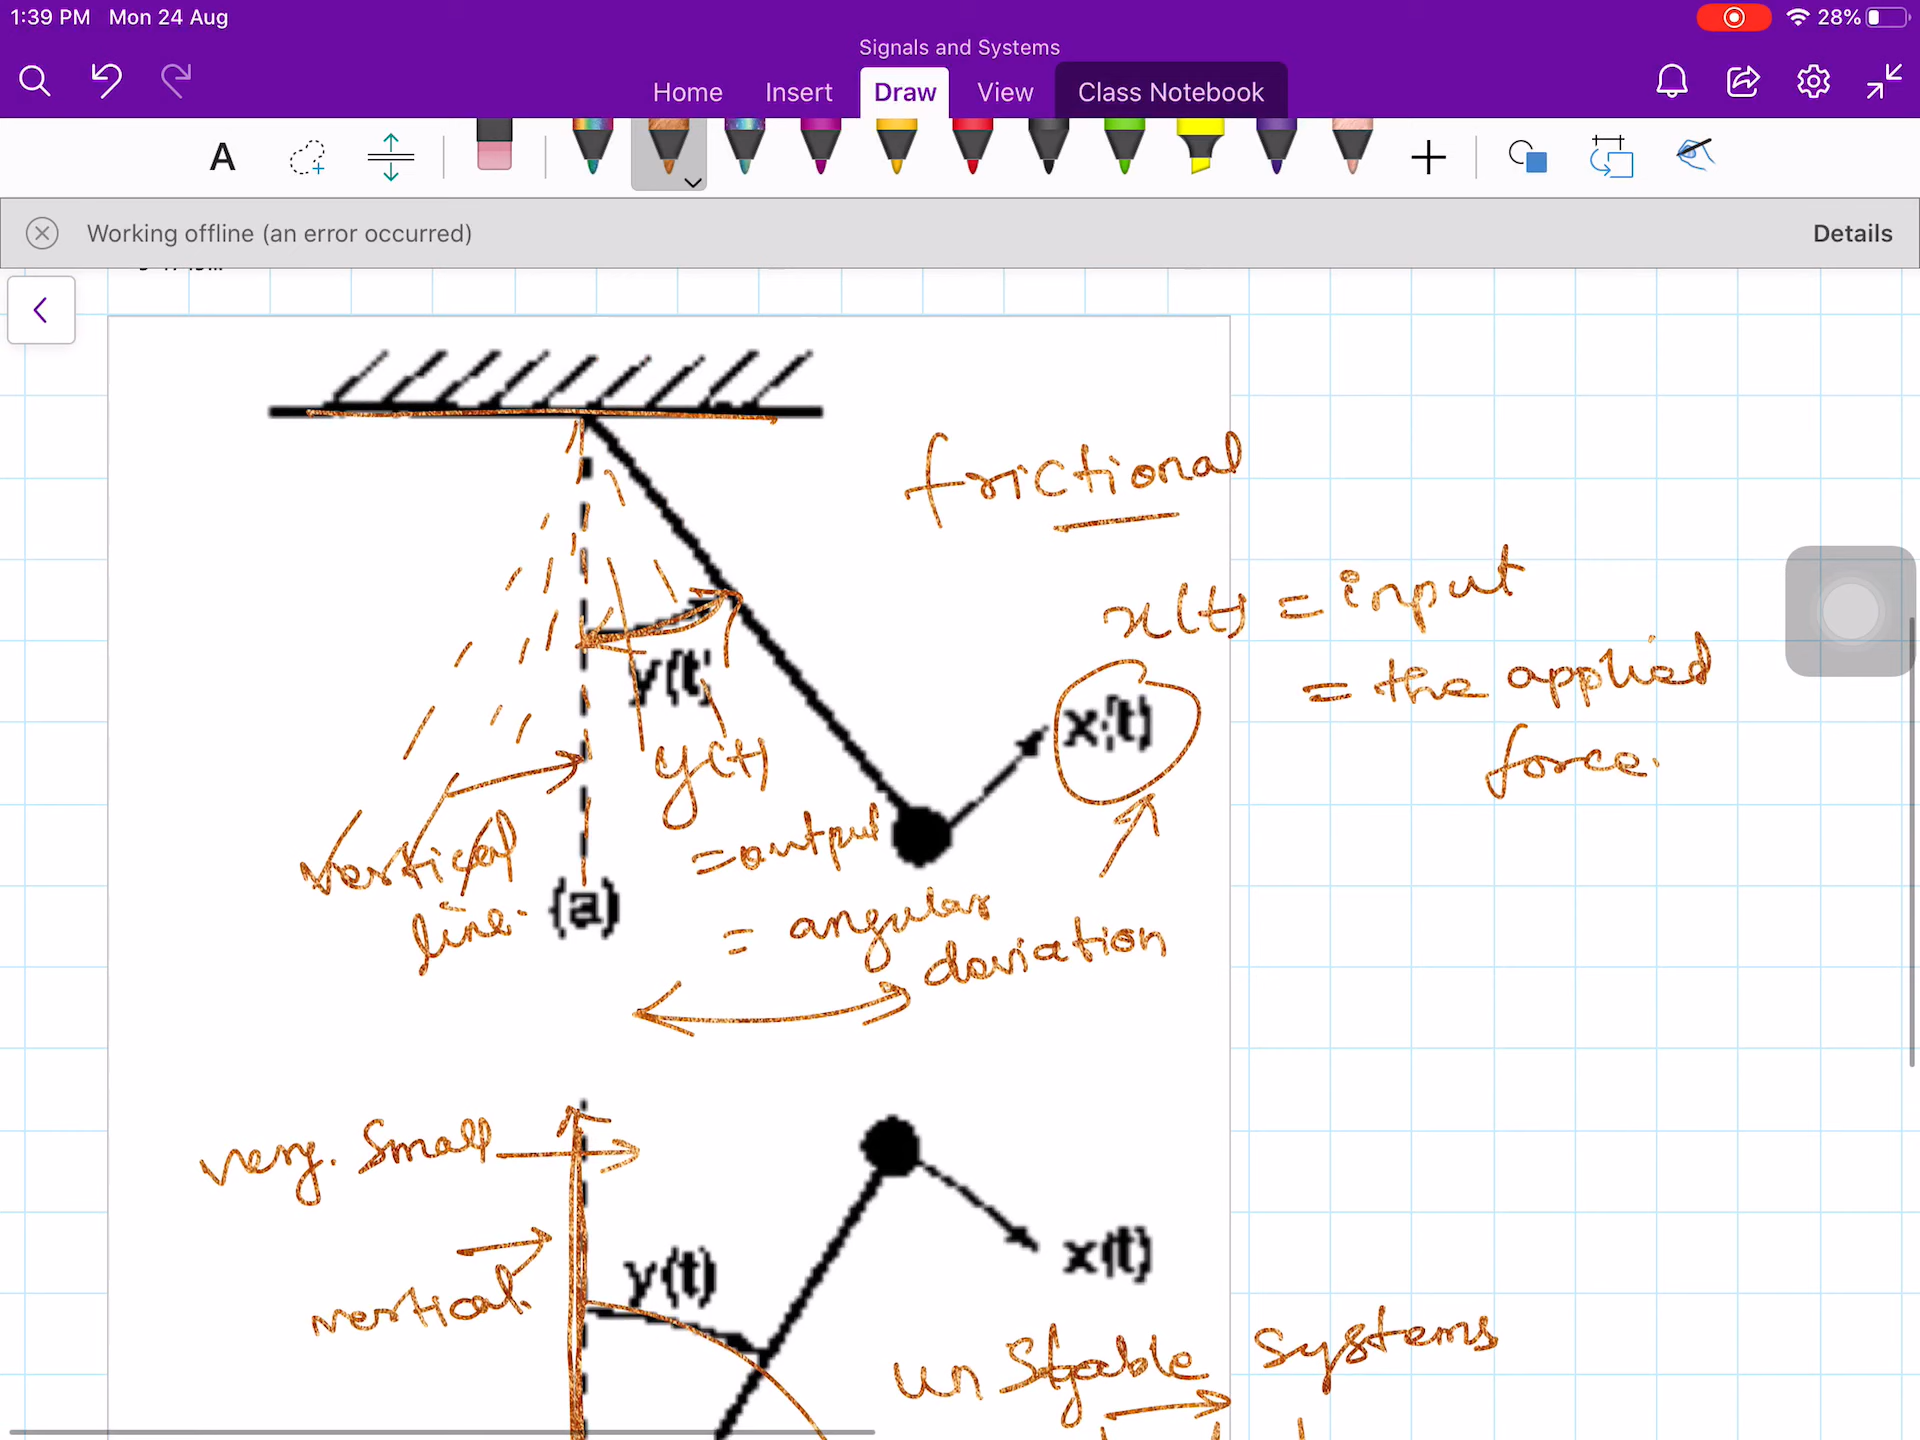 1:39 PM Mon 24 Aug
28%
Signals and Systems
Home Insert Draw View Class Notebook
A
Working offline (an error occurred) Details
frictional
x(t) = input
= the applied
force.
y(t)
x(t)
y(t)
= output
= angular
deviation
vertical
line.
(a)
very. small
vertical.
y(t)
x(t)
un stable systems